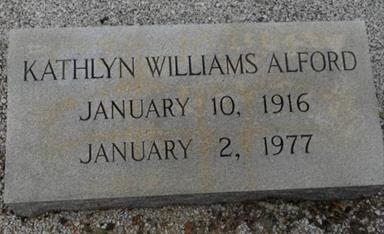 KATHLYN WILLIAMS ALFORD
JANUARY 10, 1916
JANUARY 2, 1977